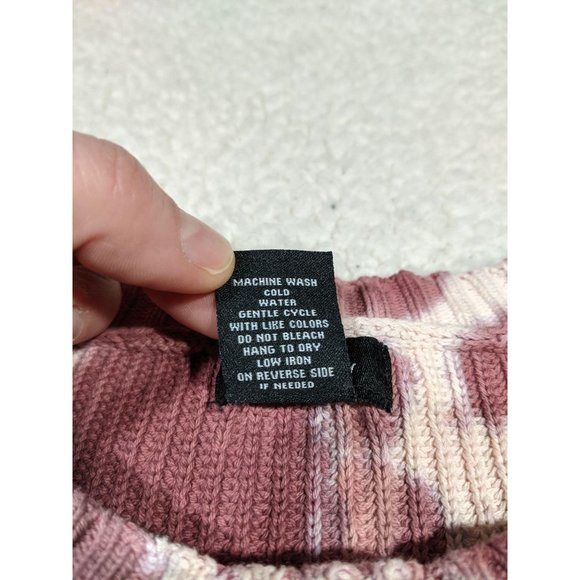 MACHINE WASH
COLD
WATER
GENTLE CYCLE
WITH LIKE COLORS
DO NOT BLEACH
HANG TO DRY
LOW IRON
ON REVERSE SIDE
IF NEEDED